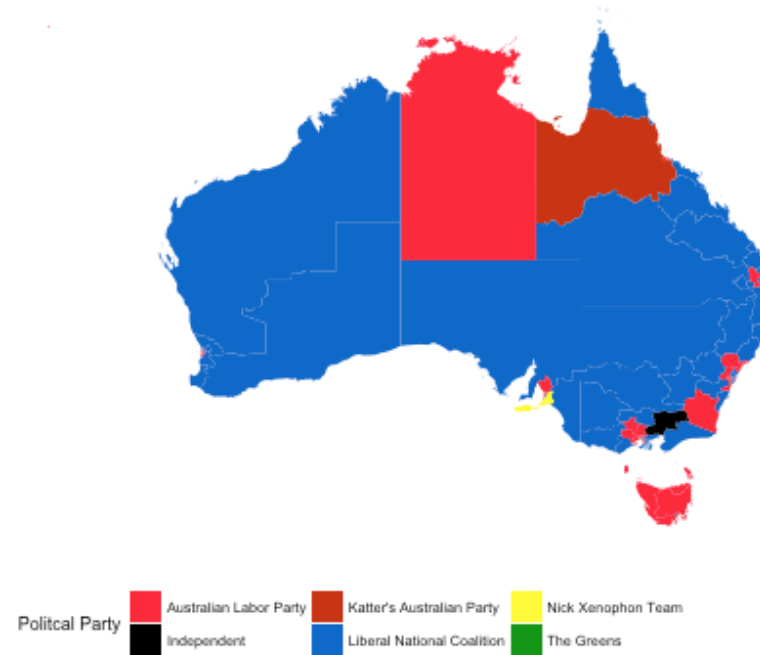 Politcal Party
Australian Labor Party Katter's Australian Party Nick Xenophon Team
Independent Liberal National Coalition The Greens